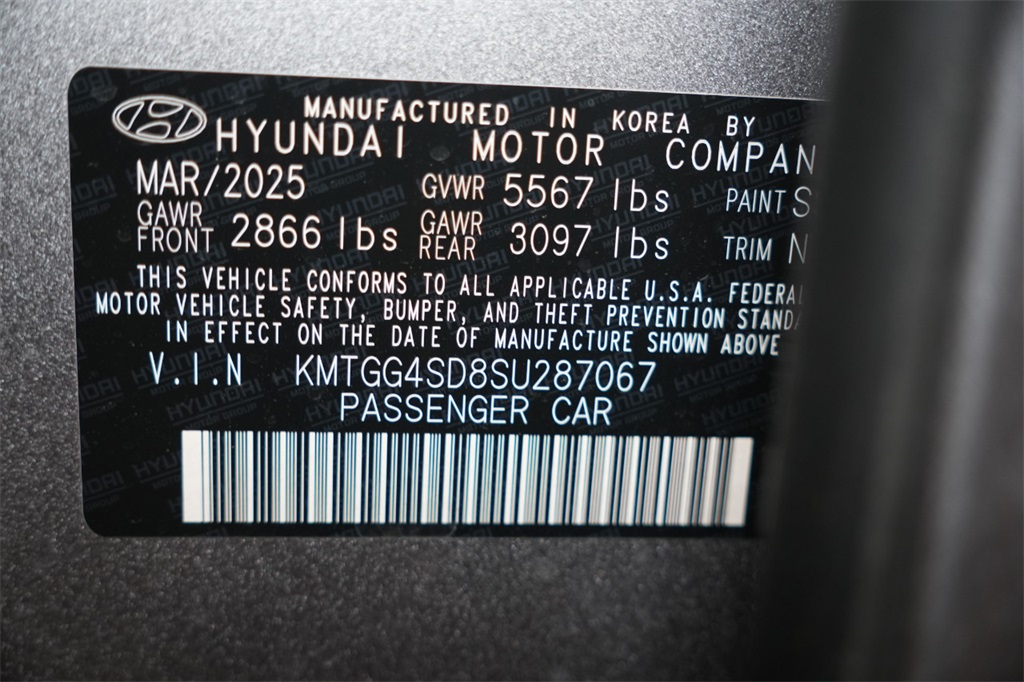 MANUFACTURED IN KOREA BY
HYUNDAI MOTOR COMPAN
MAR/2025 GVWR 5567 lbs PAINT S
GAWR FRONT 2866 lbs GAWR REAR 3097 lbs TRIM N
THIS VEHICLE CONFORMS TO ALL APPLICABLE U.S.A. FEDERA
MOTOR VEHICLE SAFETY, BUMPER, AND THEFT PREVENTION STAND
IN EFFECT ON THE DATE OF MANUFACTURE SHOWN ABOVE
V.I.N KMTGG4SD8SU287067
PASSENGER CAR